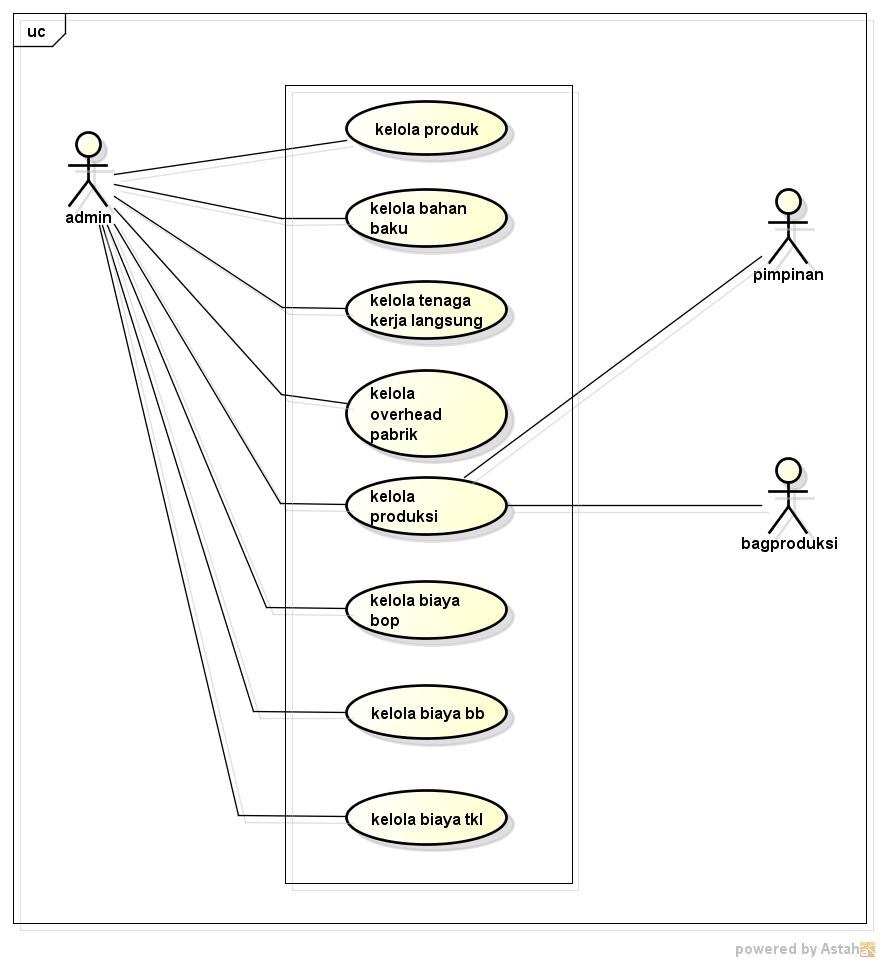 uc
kelola produk
admin
kelola bahan
baku
pimpinan
kelola tenaga
kerja langsung
kelola
overhead
pabrik
kelola
produksi
bagproduksi
kelola biaya
bop
kelola biaya bb
kelola biaya tkl
powered by Astah